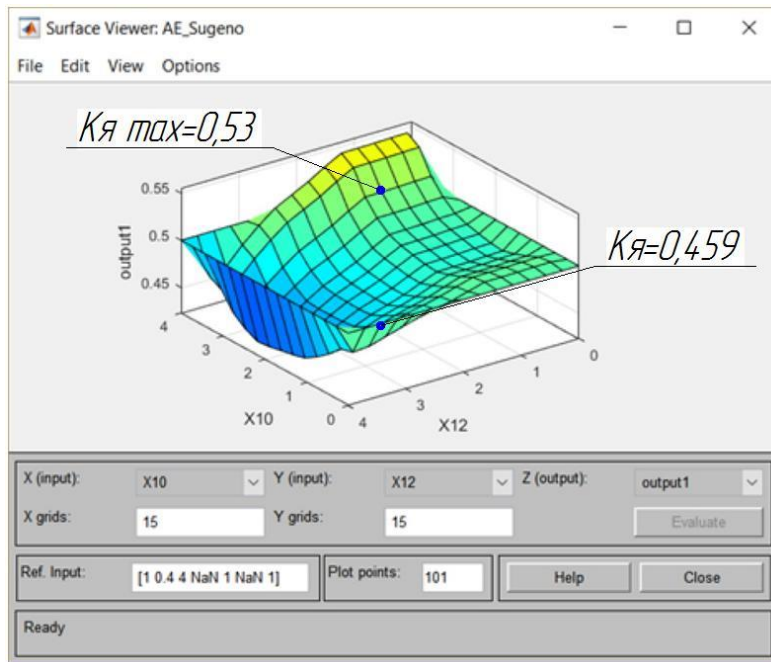 Surface Viewer: AE_Sugeno
File Edit View Options
Kя max=0,53
Kя=0,459
0.55
0.5
0.45
output1
4
3
2
1
0
X10
4
3
2
1
0
X12
X (input): X10 Y (input): X12 Z (output): output1
X grids: 15 Y grids: 15 Evaluate
Ref. Input: [1 0.4 4 NaN 1 NaN 1] Plot points: 101 Help Close
Ready